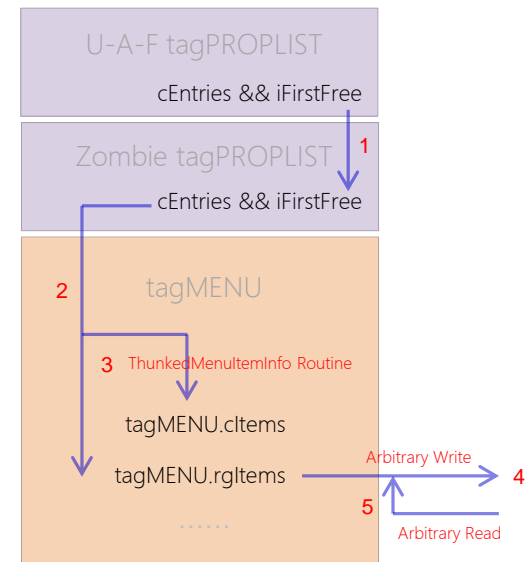 U-A-F tagPROPLIST
cEntries && iFirstFree
1
Zombie tagPROPLIST
cEntries && iFirstFree
2
tagMENU
3 ThunkedMenuItemInfo Routine
tagMENU.cItems
Arbitrary Write
tagMENU.rgItems
4
5
Arbitrary Read
......